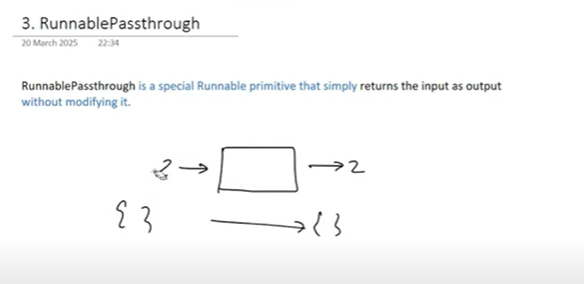 3. RunnablePassthrough
20 March 2025 22:34
RunnablePassthrough is a special Runnable primitive that simply returns the input as output
without modifying it.
2 → → 2
{ } → { }